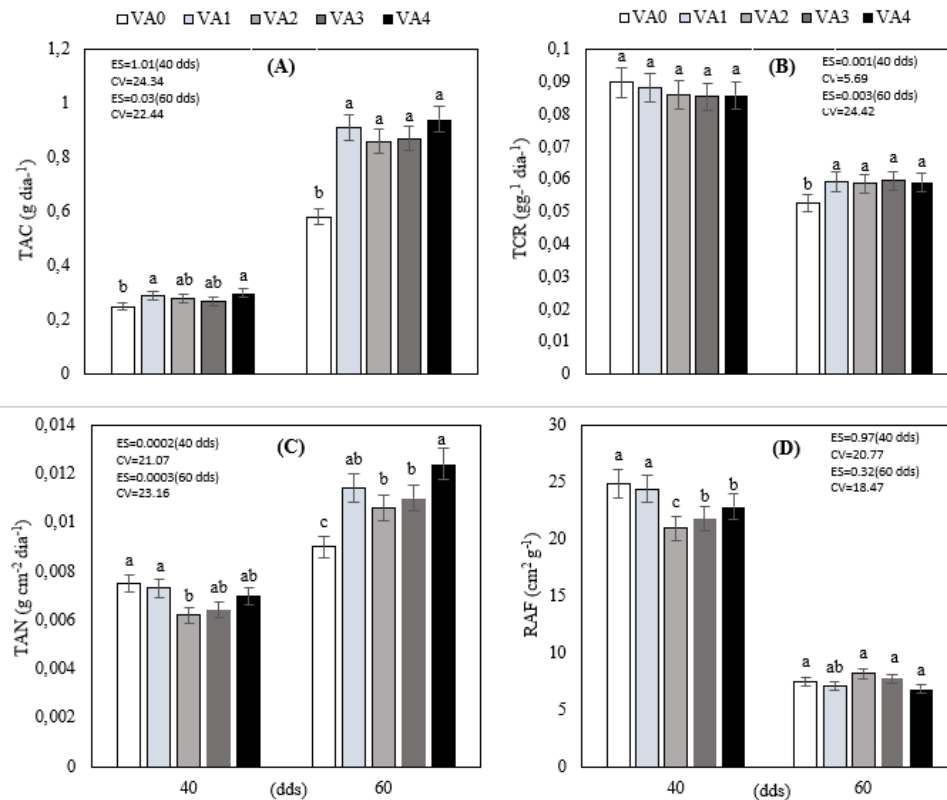 VA0 VA1 VA2 VA3 VA4
(A)
ES=1.01(40 dds)
CV=24.34
ES=0.03(60 dds)
CV=22.44
TAC (g dia-¹)
1,2
1
0,8
0,6
0,4
0,2
0
b a ab ab a
b a a a a
VA0 VA1 VA2 VA3 VA4
(B)
ES=0.001(40 dds)
CV=5.69
ES=0.003(60 dds)
CV=24.42
TCR (gg-¹ dia-¹)
0,1
0,09
0,08
0,07
0,06
0,05
0,04
0,03
0,02
0,01
0
a a a a a
b a a a a
(C)
ES=0.0002(40 dds)
CV=21.07
ES=0.0003(60 dds)
CV=23.16
TAN (g cm-² dia-¹)
0,014
0,012
0,01
0,008
0,006
0,004
0,002
0
a a b ab ab
c ab b b a
40 (dds) 60
(D)
ES=0.97(40 dds)
CV=20.77
ES=0.32(60 dds)
CV=18.47
RAF (cm² g-¹)
30
25
20
15
10
5
0
a a c b b
a ab a a b
40 (dds) 60